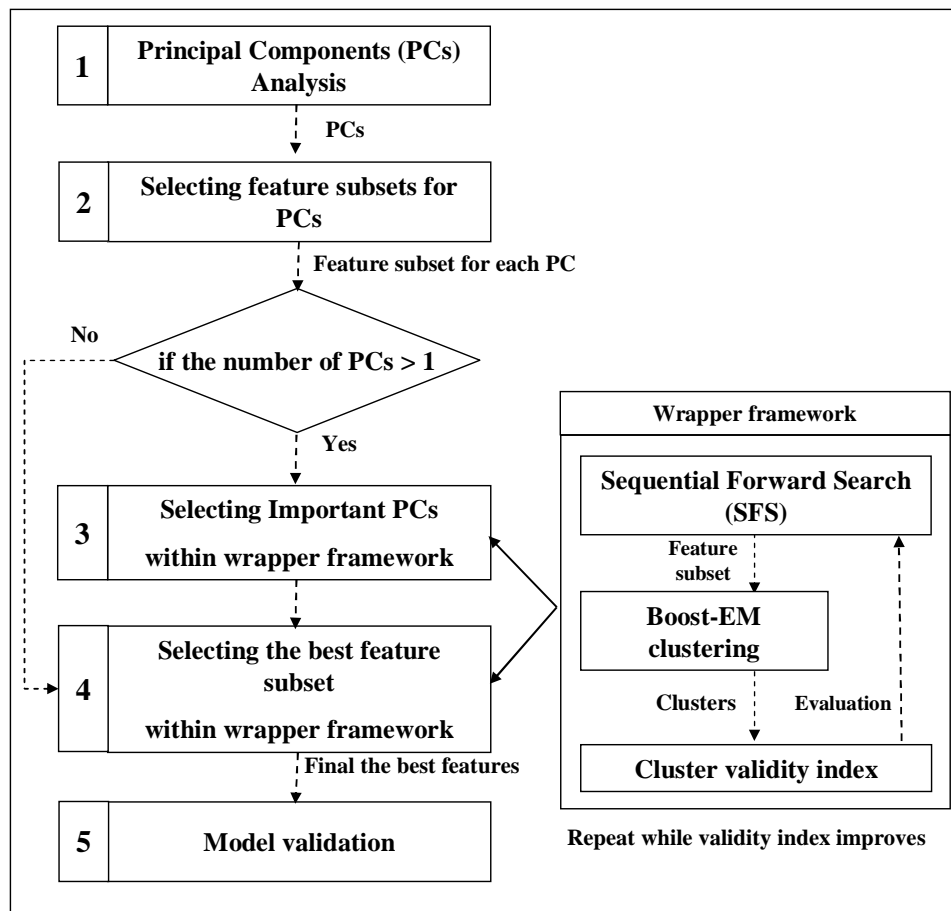 1
Principal Components (PCs)
Analysis
PCs
2
Selecting feature subsets for
PCs
Feature subset for each PC
No
if the number of PCs > 1
Yes
3
Selecting Important PCs
within wrapper framework
4
Selecting the best feature
subset
within wrapper framework
Final the best features
5
Model validation
Wrapper framework
Sequential Forward Search
(SFS)
Feature
subset
Boost-EM
clustering
Clusters
Evaluation
Cluster validity index
Repeat while validity index improves